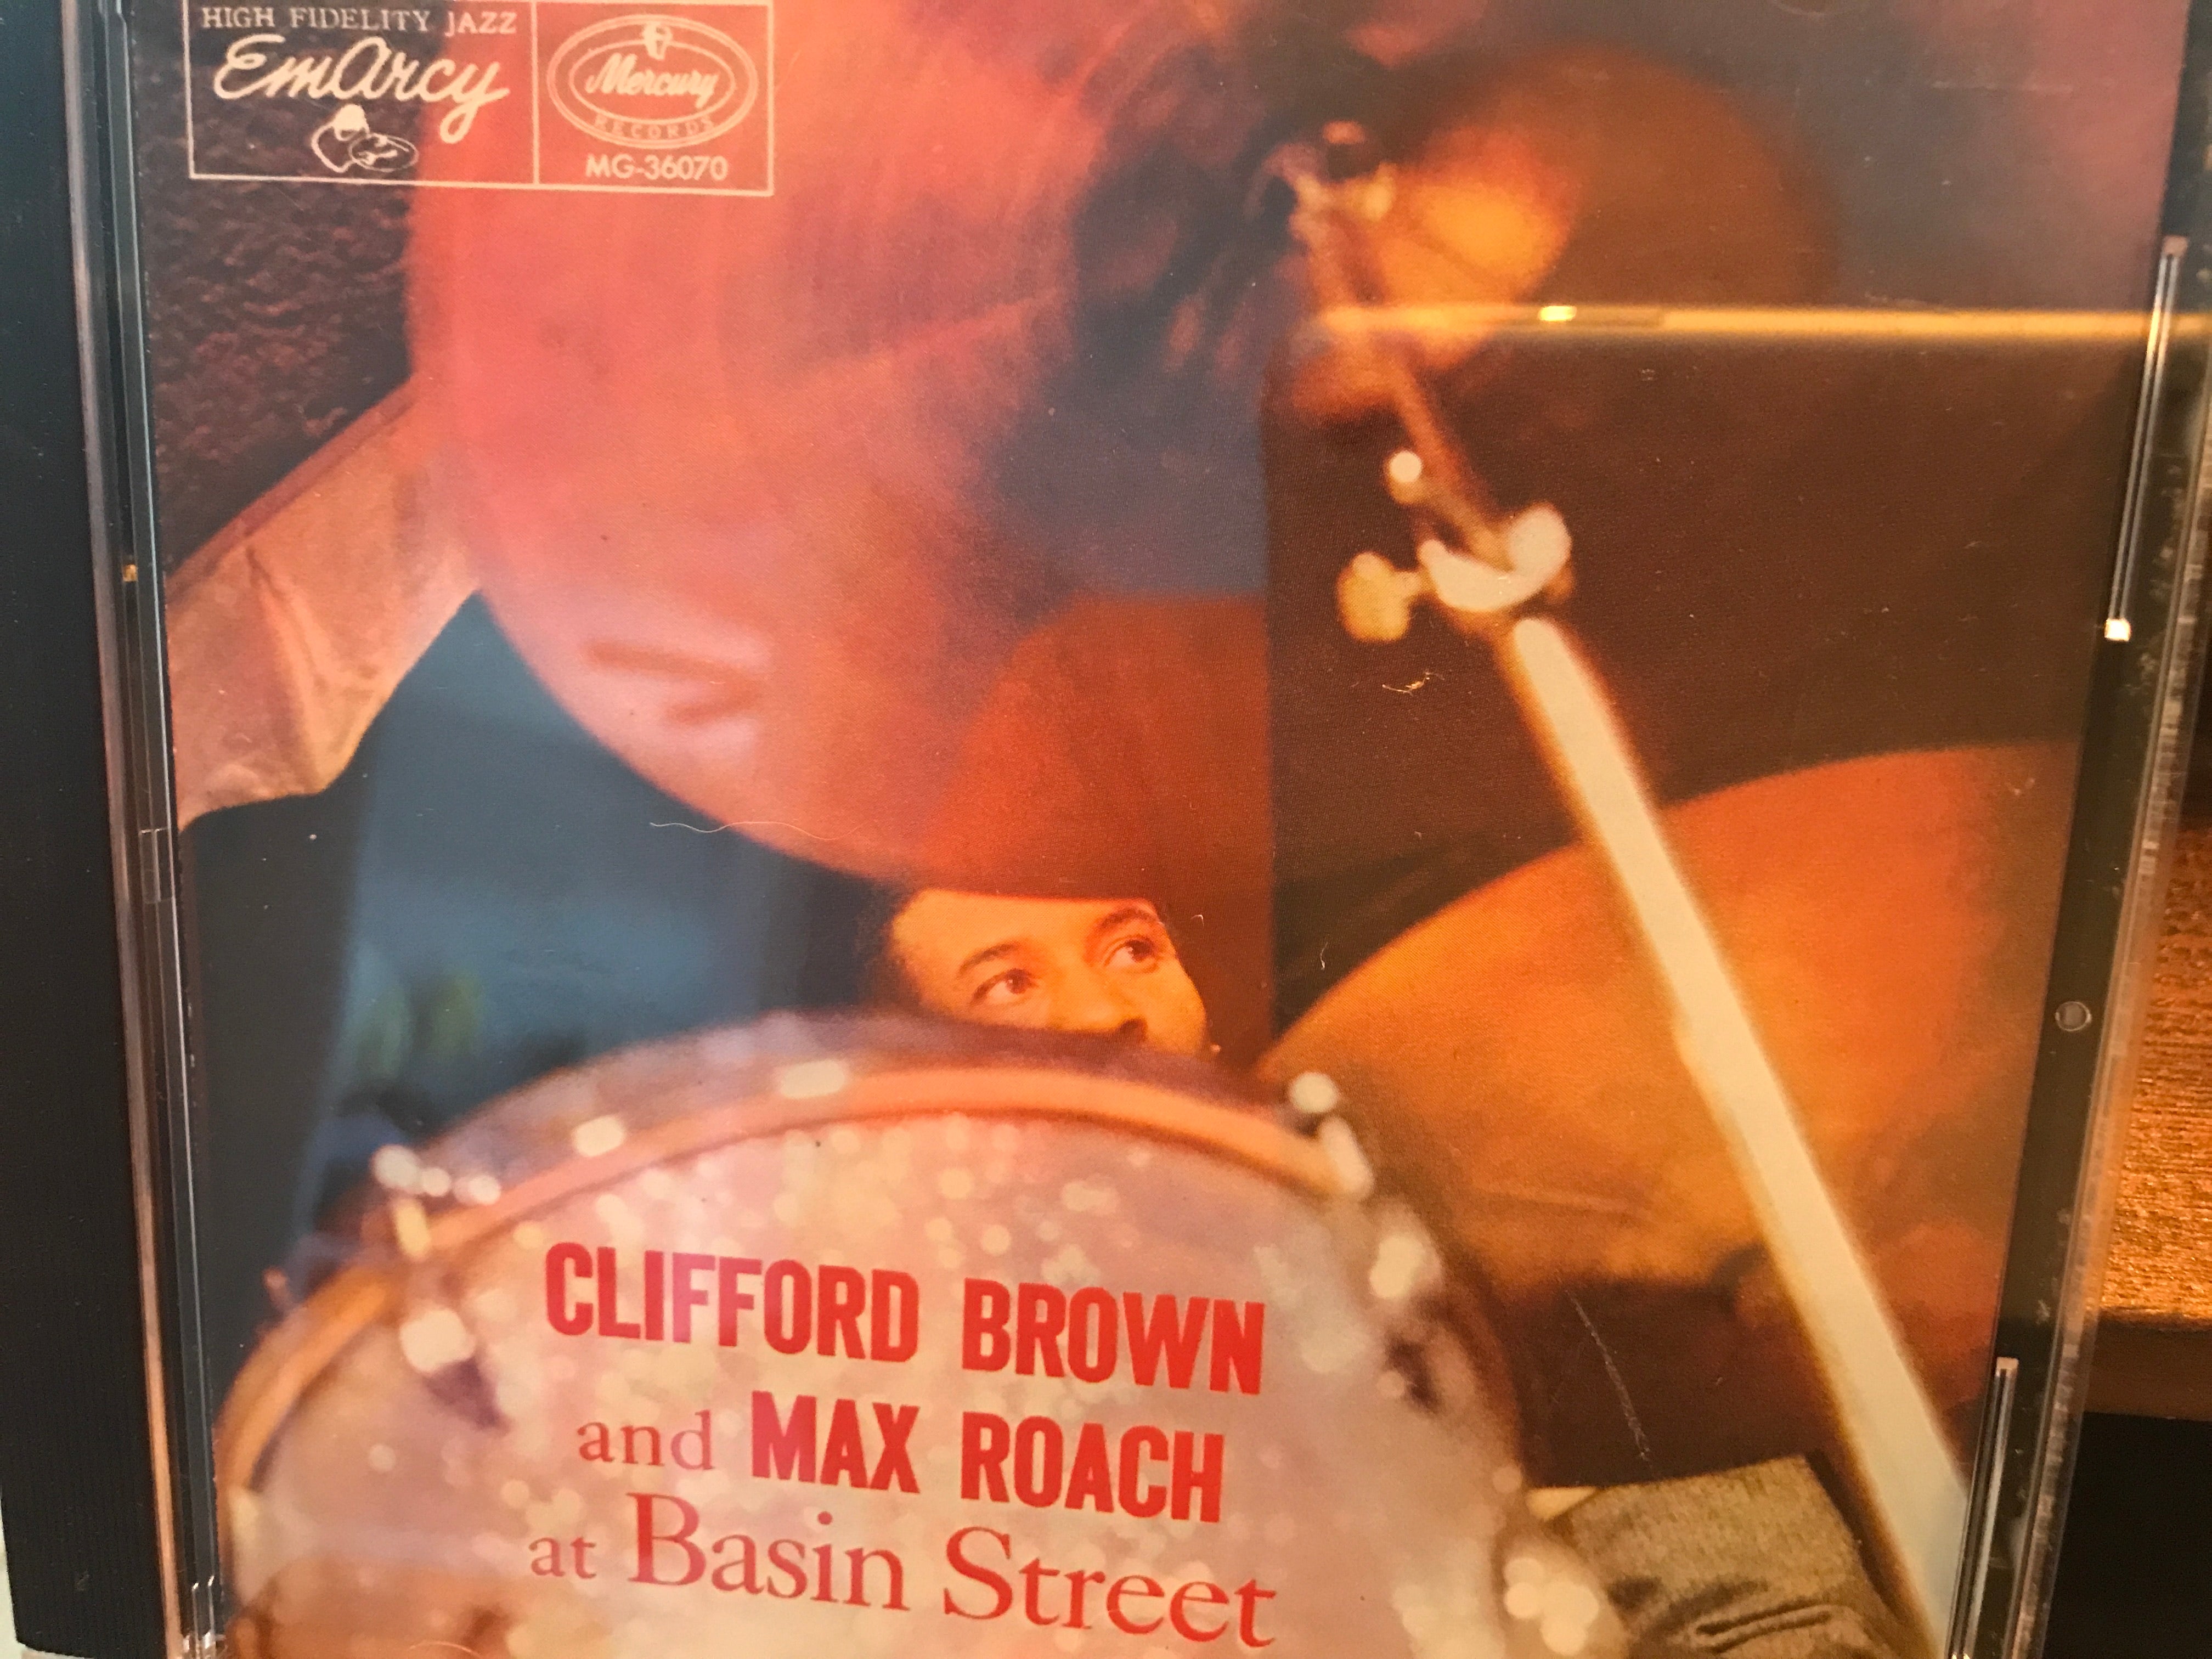 HIGH FIDELITY JAZZ
EmArcy
Mercury
RECORDS
MG-36070
CLIFFORD BROWN
and MAX ROACH
at Basin Street